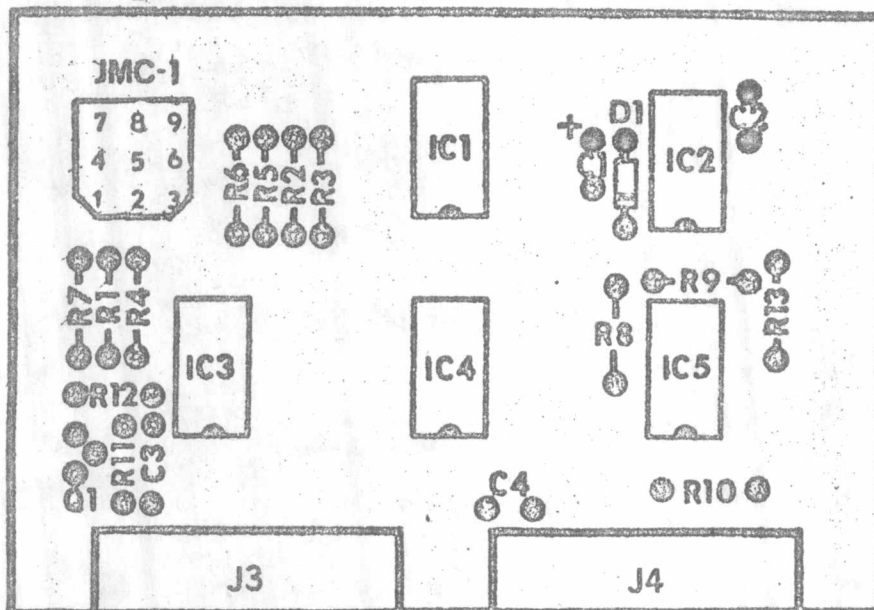 JMC-1
7 8 9
4 5 6
1 2 3
R6 R5 R2 R3
IC1
+
C1
D1
IC2
C2
R7 R1 R4
IC3
IC4
R8
R9
IC5
R13
R12
Q1
R11
C3
C4
R10
J3
J4